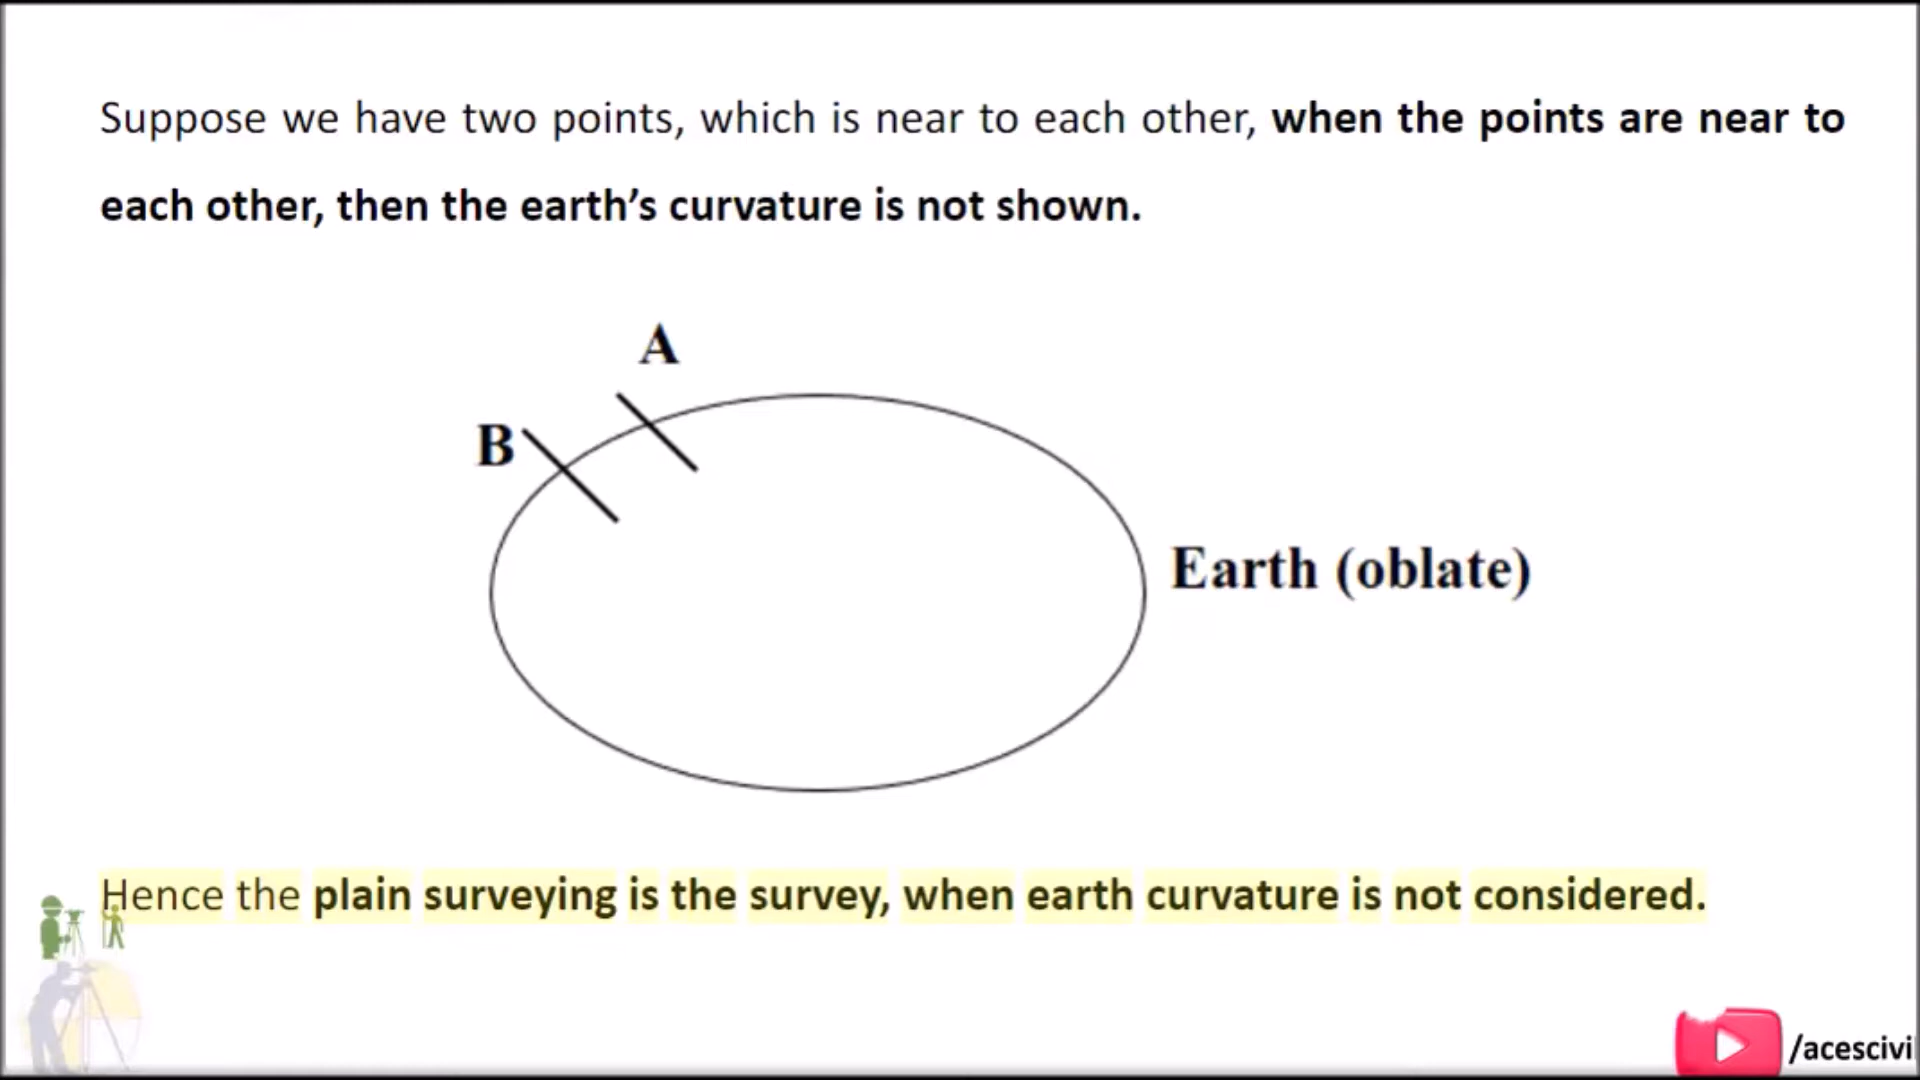 Suppose we have two points, which is near to each other, when the points are near to
each other, then the earth’s curvature is not shown.
A
B
Earth (oblate)
Hence the plain surveying is the survey, when earth curvature is not considered.
/acescivi